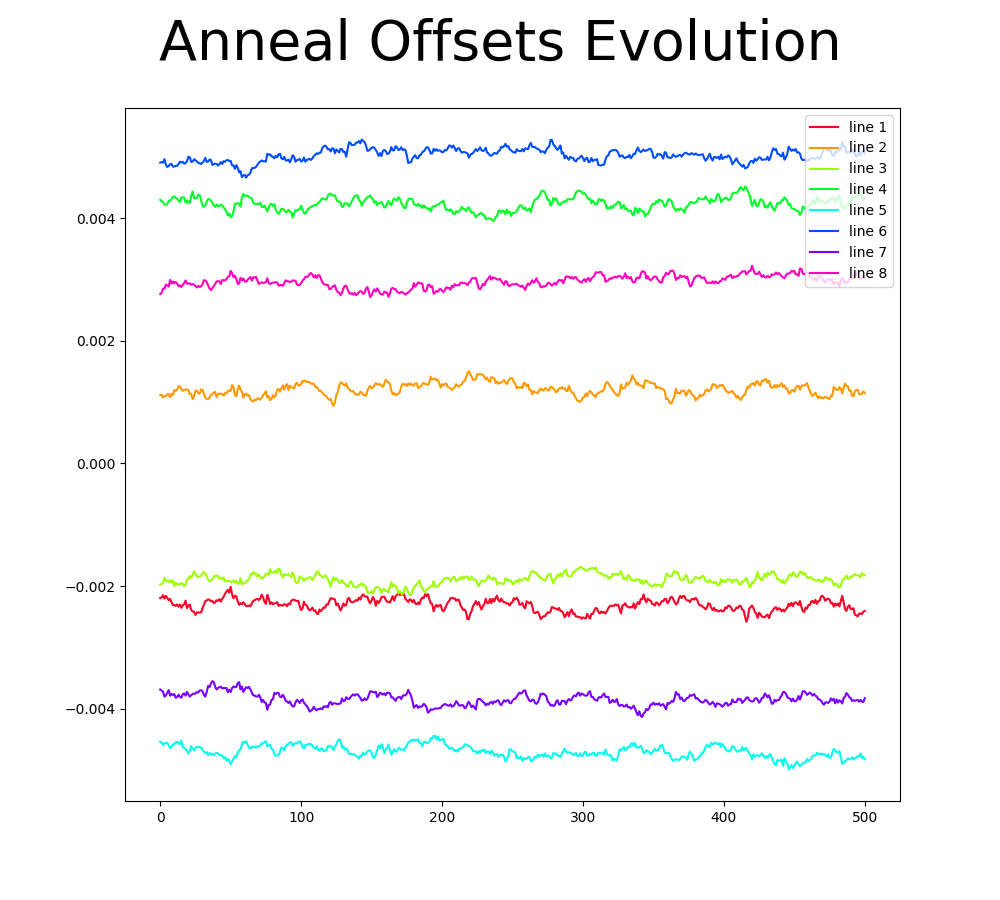 Anneal Offsets Evolution
line 1
line 2
line 3
line 4
line 5
line 6
line 7
line 8
0.004
0.002
0.000
−0.002
−0.004
0 100 200 300 400 500